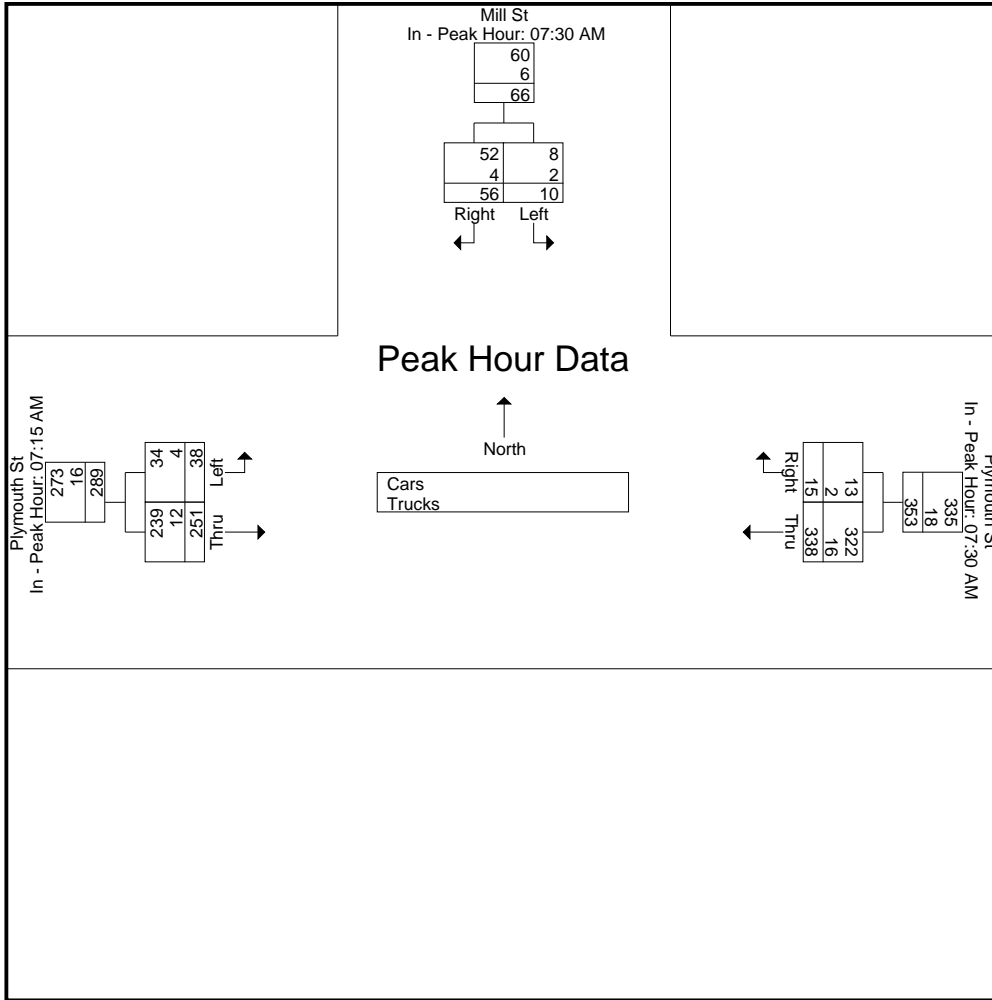 Mill St
In - Peak Hour: 07:30 AM
60
6
66
52 8
4 2
56 10
Right Left
Peak Hour Data
North
Cars
Trucks
Plymouth St
In - Peak Hour: 07:15 AM
273
16
289
34 239
4 12
38 251
Left Thru
Plymouth St
In - Peak Hour: 07:30 AM
335
18
353
13 322
2 16
15 338
Right Thru